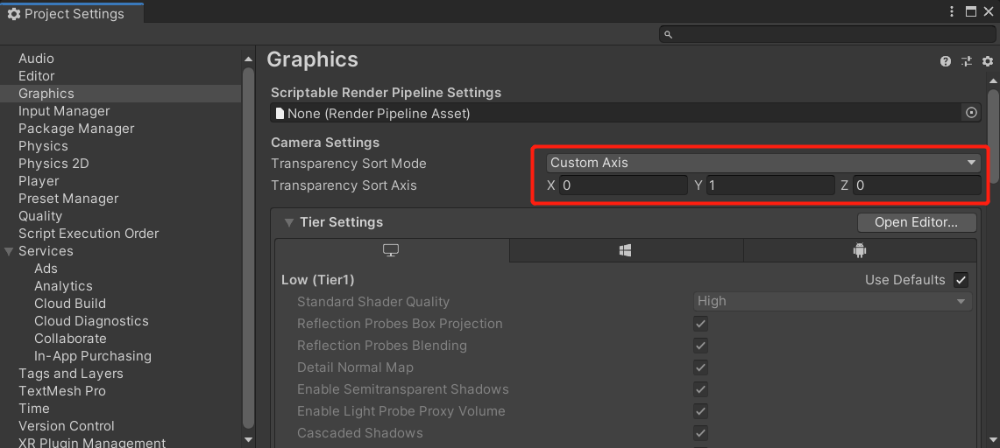 Project Settings
Audio
Editor
Graphics
Input Manager
Package Manager
Physics
Physics 2D
Player
Preset Manager
Quality
Script Execution Order
Services
Ads
Analytics
Cloud Build
Cloud Diagnostics
Collaborate
In-App Purchasing
Tags and Layers
TextMesh Pro
Time
Version Control
XR Plugin Management
Graphics
Scriptable Render Pipeline Settings
None (Render Pipeline Asset)
Camera Settings
Transparency Sort Mode Custom Axis
Transparency Sort Axis X 0 Y 1 Z 0
Tier Settings Open Editor...
Low (Tier1) Use Defaults
Standard Shader Quality High
Reflection Probes Box Projection
Reflection Probes Blending
Detail Normal Map
Enable Semitransparent Shadows
Enable Light Probe Proxy Volume
Cascaded Shadows